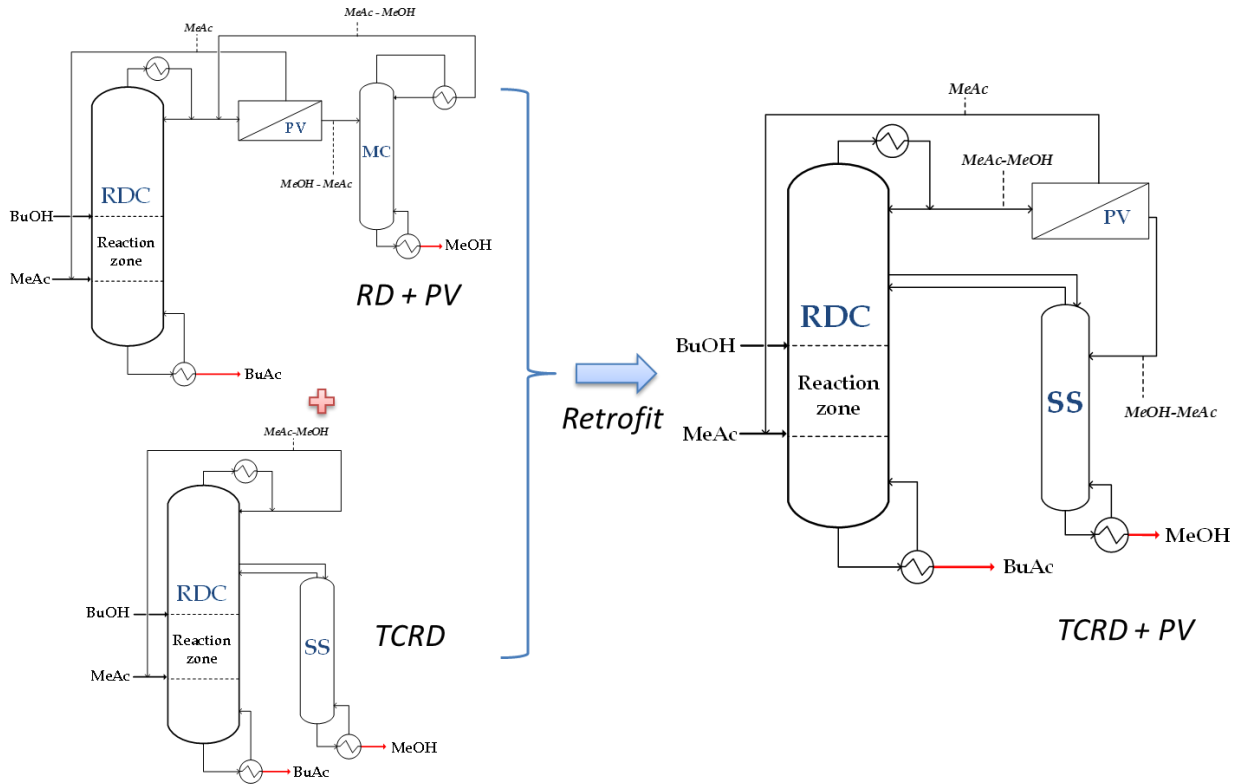 MeAc - MeOH
MeAc
PV
MC
MeOH - MeAc
RDC
BuOH
Reaction
zone
MeAc
MeOH
RD + PV
BuAc
MeAc-MeOH
RDC
BuOH
Reaction
zone
MeAc
SS
TCRD
MeOH
BuAc
Retrofit
MeAc
MeAc-MeOH
PV
RDC
BuOH
Reaction
zone
MeAc
SS
MeOH-MeAc
MeOH
BuAc
TCRD + PV